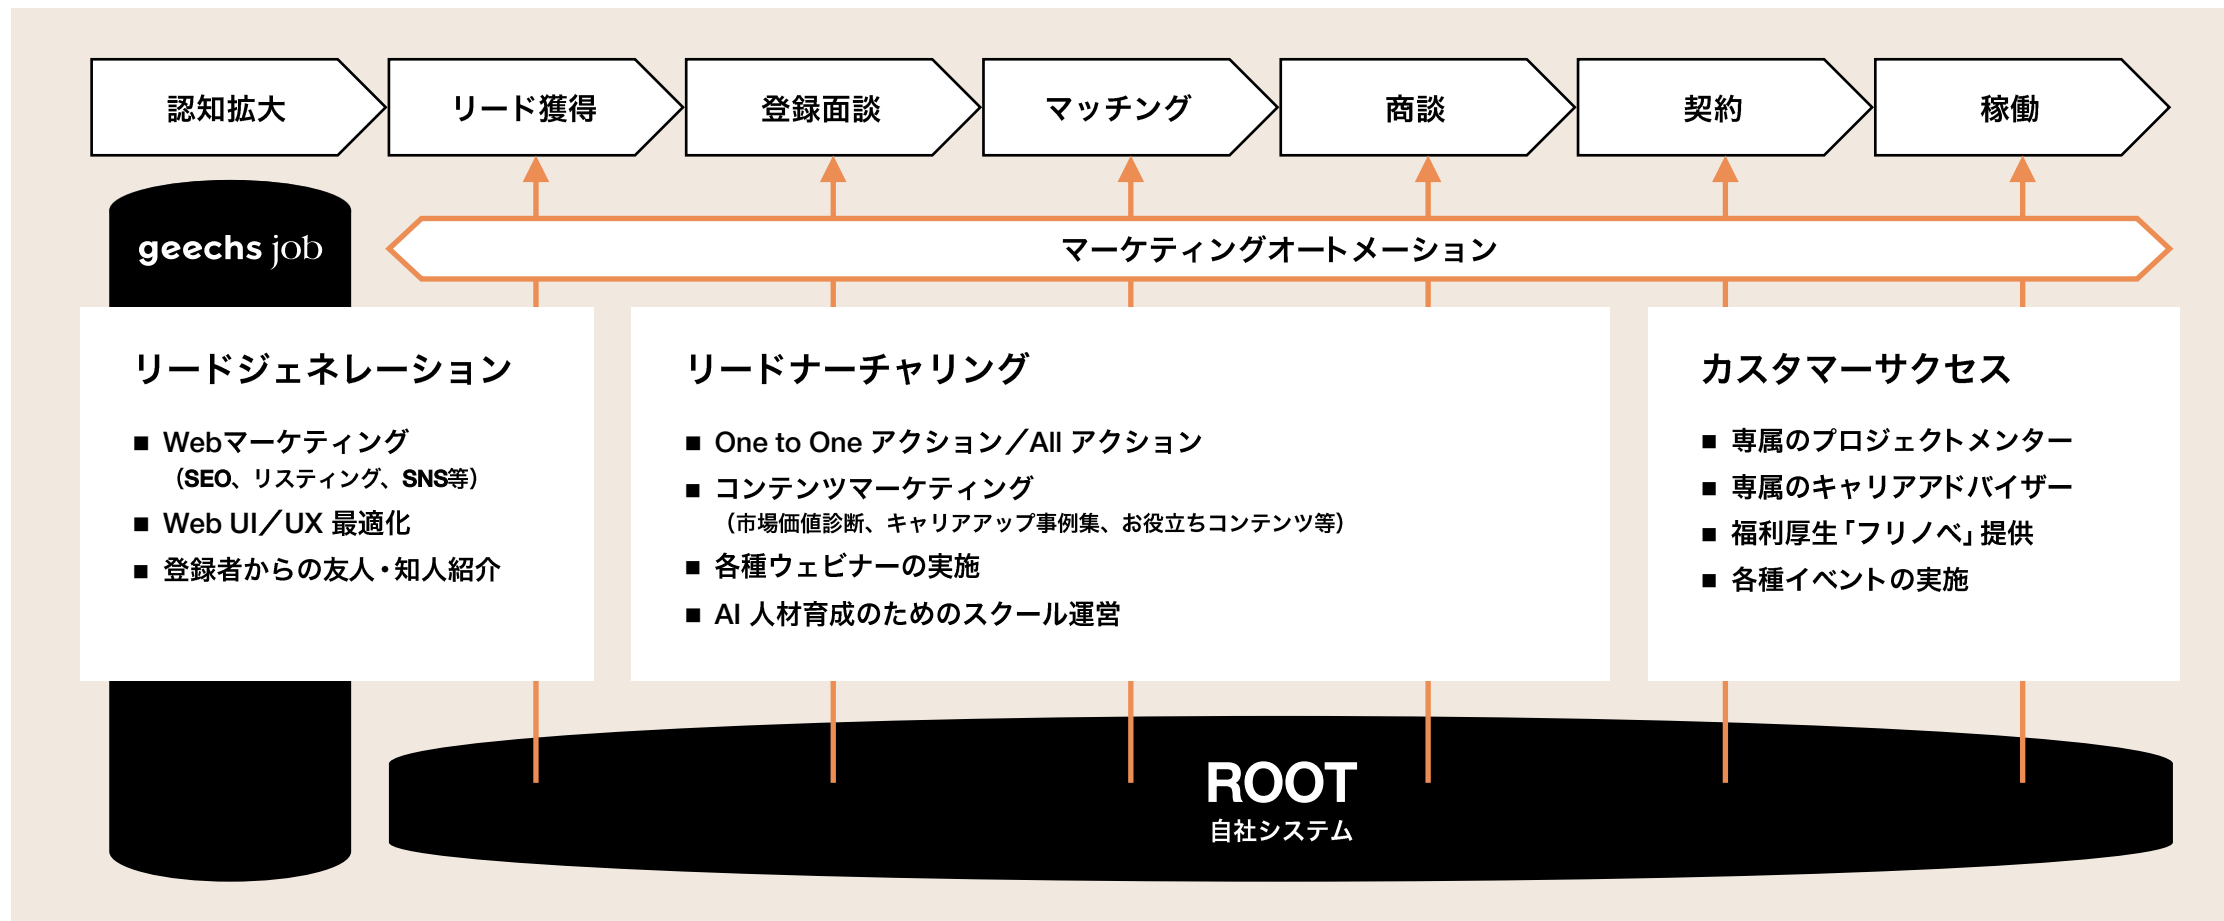 認知拡大
リード獲得
登録面談
マッチング
商談
契約
稼働
geechs job
マーケティングオートメーション
リードジェネレーション
■ Webマーケティング
（SEO、リスティング、SNS等）
■ Web UI／UX 最適化
■ 登録者からの友人・知人紹介
リードナーチャリング
■ One to One アクション／All アクション
■ コンテンツマーケティング
（市場価値診断、キャリアアップ事例集、お役立ちコンテンツ等）
■ 各種ウェビナーの実施
■ AI 人材育成のためのスクール運営
カスタマーサクセス
■ 専属のプロジェクトメンター
■ 専属のキャリアアドバイザー
■ 福利厚生「フリノベ」提供
■ 各種イベントの実施
ROOT
自社システム